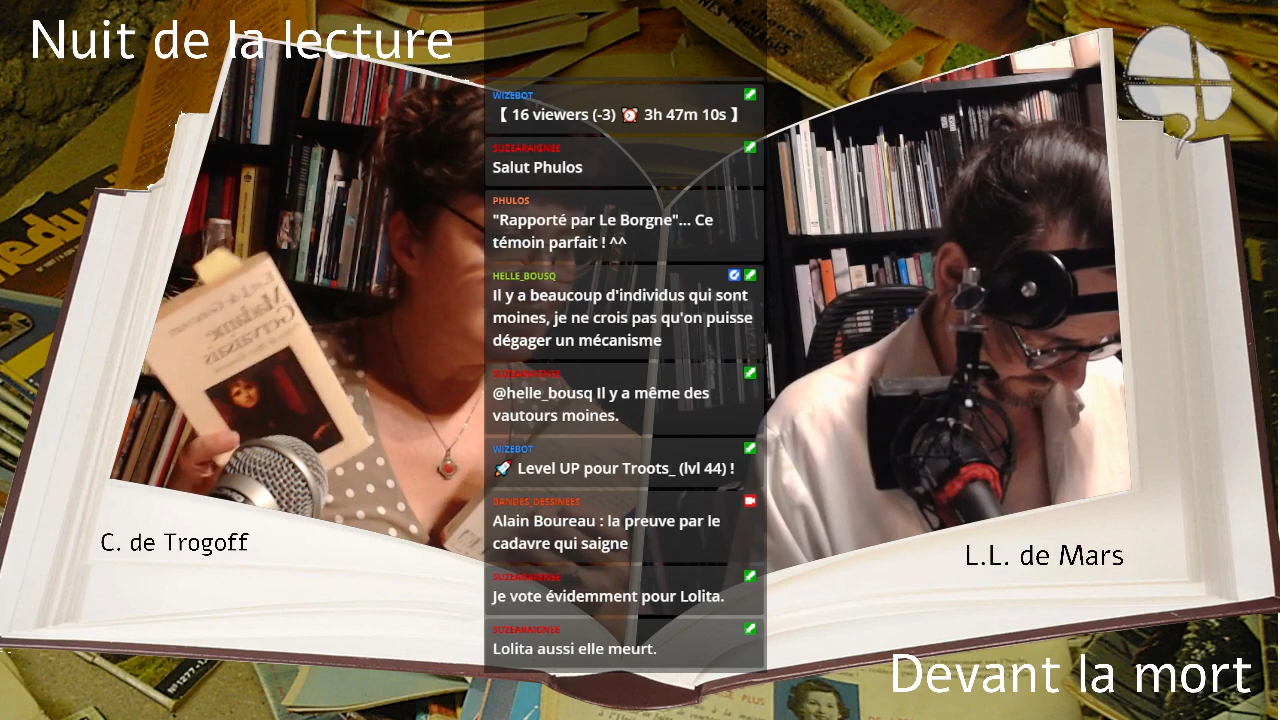 Nuit de la lecture
WIZEBOT
【 16 viewers (-3) ⏰ 3h 47m 10s 】
SUZEARAIGNEE
Salut Phulos
PHULOS
"Rapporté par Le Borgne"... Ce
témoin parfait ! ^^
HELLE_BOUSQ
Il y a beaucoup d'individus qui sont
moines, je ne crois pas qu'on puisse
dégager un mécanisme
SUZEARAIGNEE
@helle_bousq Il y a même des
vautours moines.
WIZEBOT
🚀 Level UP pour Troots_ (lvl 44) !
BANDES_DESSINEES
Alain Boureau : la preuve par le
cadavre qui saigne
SUZEARAIGNEE
Je vote évidemment pour Lolita.
SUZEARAIGNEE
Lolita aussi elle meurt.
Madame
Gervaisais
C. de Trogoff
L.L. de Mars
Devant la mort